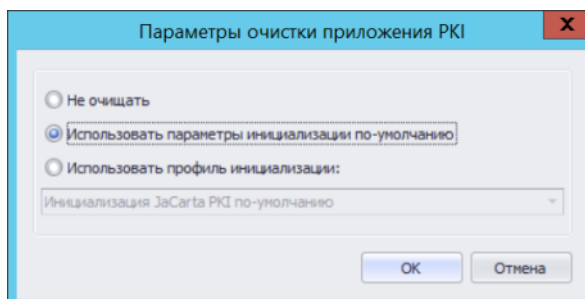 Параметры очистки приложения PKI
X
Не очищать
Использовать параметры инициализации по-умолчанию
Использовать профиль инициализации:
Инициализация JaCarta PKI по-умолчанию
ОК
Отмена